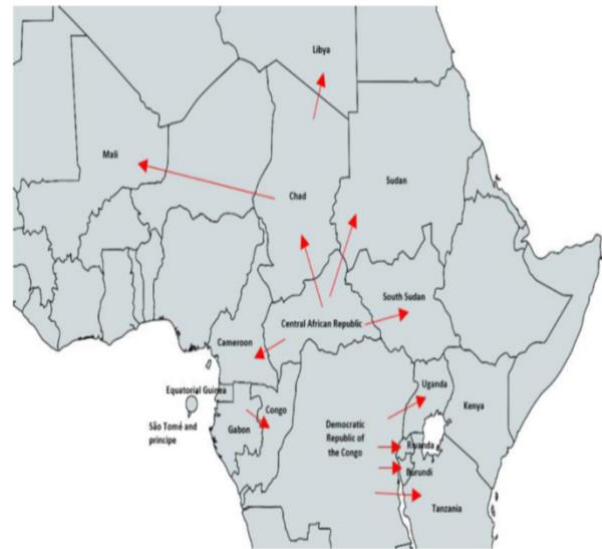 Libya
Mali
Chad
Sudan
South Sudan
Central African Republic
Cameroon
Uganda
Equatorial Guinea
Congo
Kenya
São Tomé and
principe
Gabon
Democratic
Republic of
the Congo
Rwanda
Burundi
Tanzania